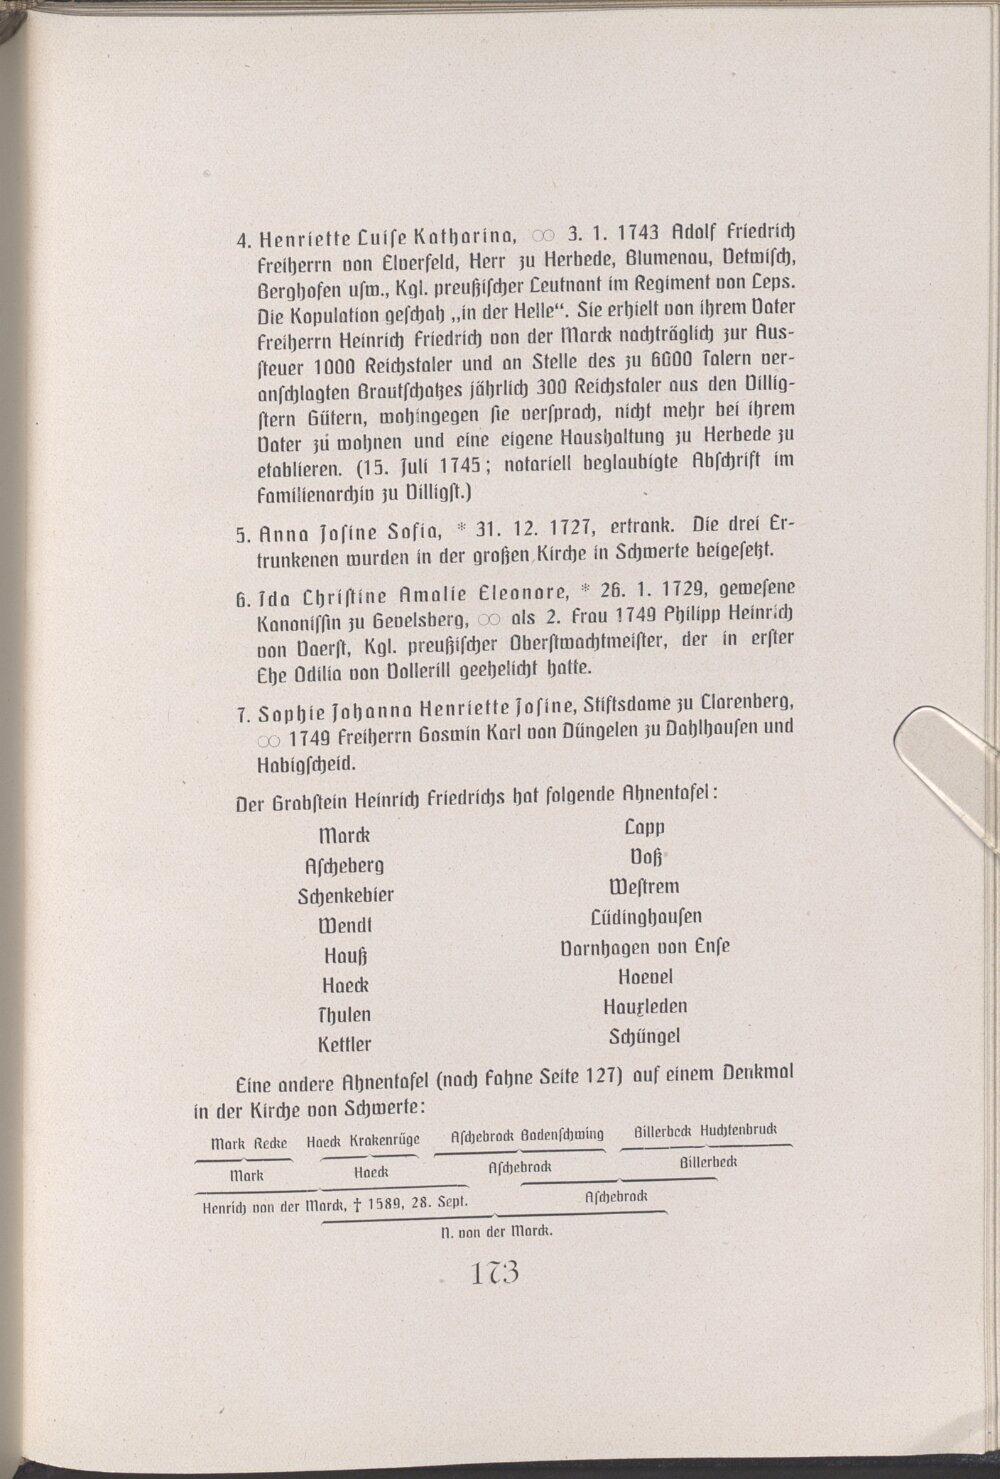 4. Henriette Luise Katharina, ∞ 3. 1. 1743 Adolf Friedrich
Freiherrn von Elverfeld, Herr zu Herbede, Blumenau, Vetwisch,
Berghofen usw., Kgl. preußischer Leutnant im Regiment von Leps.
Die Kopulation geschah „in der Helle“. Sie erhielt von ihrem Vater
Freiherrn Heinrich Friedrich von der Marck nachträglich zur Aus-
steuer 1000 Reichstaler und an Stelle des zu 6000 Talern ver-
anschlagten Brautschatzes jährlich 300 Reichstaler aus den Villig-
stern Gütern, wohingegen sie versprach, nicht mehr bei ihrem
Vater zu wohnen und eine eigene Haushaltung zu Herbede zu
etablieren. (15. Juli 1745; notariell beglaubigte Abschrift im
Familienarchiv zu Villigst.)
5. Anna Josine Sofia, * 31. 12. 1727, ertrank. Die drei Er-
trunkenen wurden in der großen Kirche in Schwerte beigesetzt.
6. Ida Christine Amalie Eleonore, * 26. 1. 1729, gewesene
Kanonissin zu Gevelsberg, ∞ als 2. Frau 1749 Philipp Heinrich
von Vaerst, Kgl. preußischer Oberstwachtmeister, der in erster
Ehe Odilia von Vollerill geehelicht hatte.
7. Sophie Johanna Henriette Josine, Stiftsdame zu Clarenberg,
∞ 1749 Freiherrn Goswin Karl von Düngelen zu Dahlhausen und
Habigscheid.
Der Grabstein Heinrich Friedrichs hat folgende Ahnentafel:
Marck Lapp
Ascheberg Voß
Schenkebier Westrem
Wendt Lüdinghausen
Hauß Varnhagen von Ense
Haeck Hoevel
Thulen Hauxleden
Kettler Schüngel
Eine andere Ahnentafel (nach Fahne Seite 127) auf einem Denkmal
in der Kirche von Schwerte:
Mark Recke Haeck Krakenrüge Aschebrock Bodenschwing Billerbeck Huchtenbruck
Mark Haeck Aschebrock Billerbeck
Henrich von der Marck, † 1589, 28. Sept. Aschebrock
N. von der Marck.
173